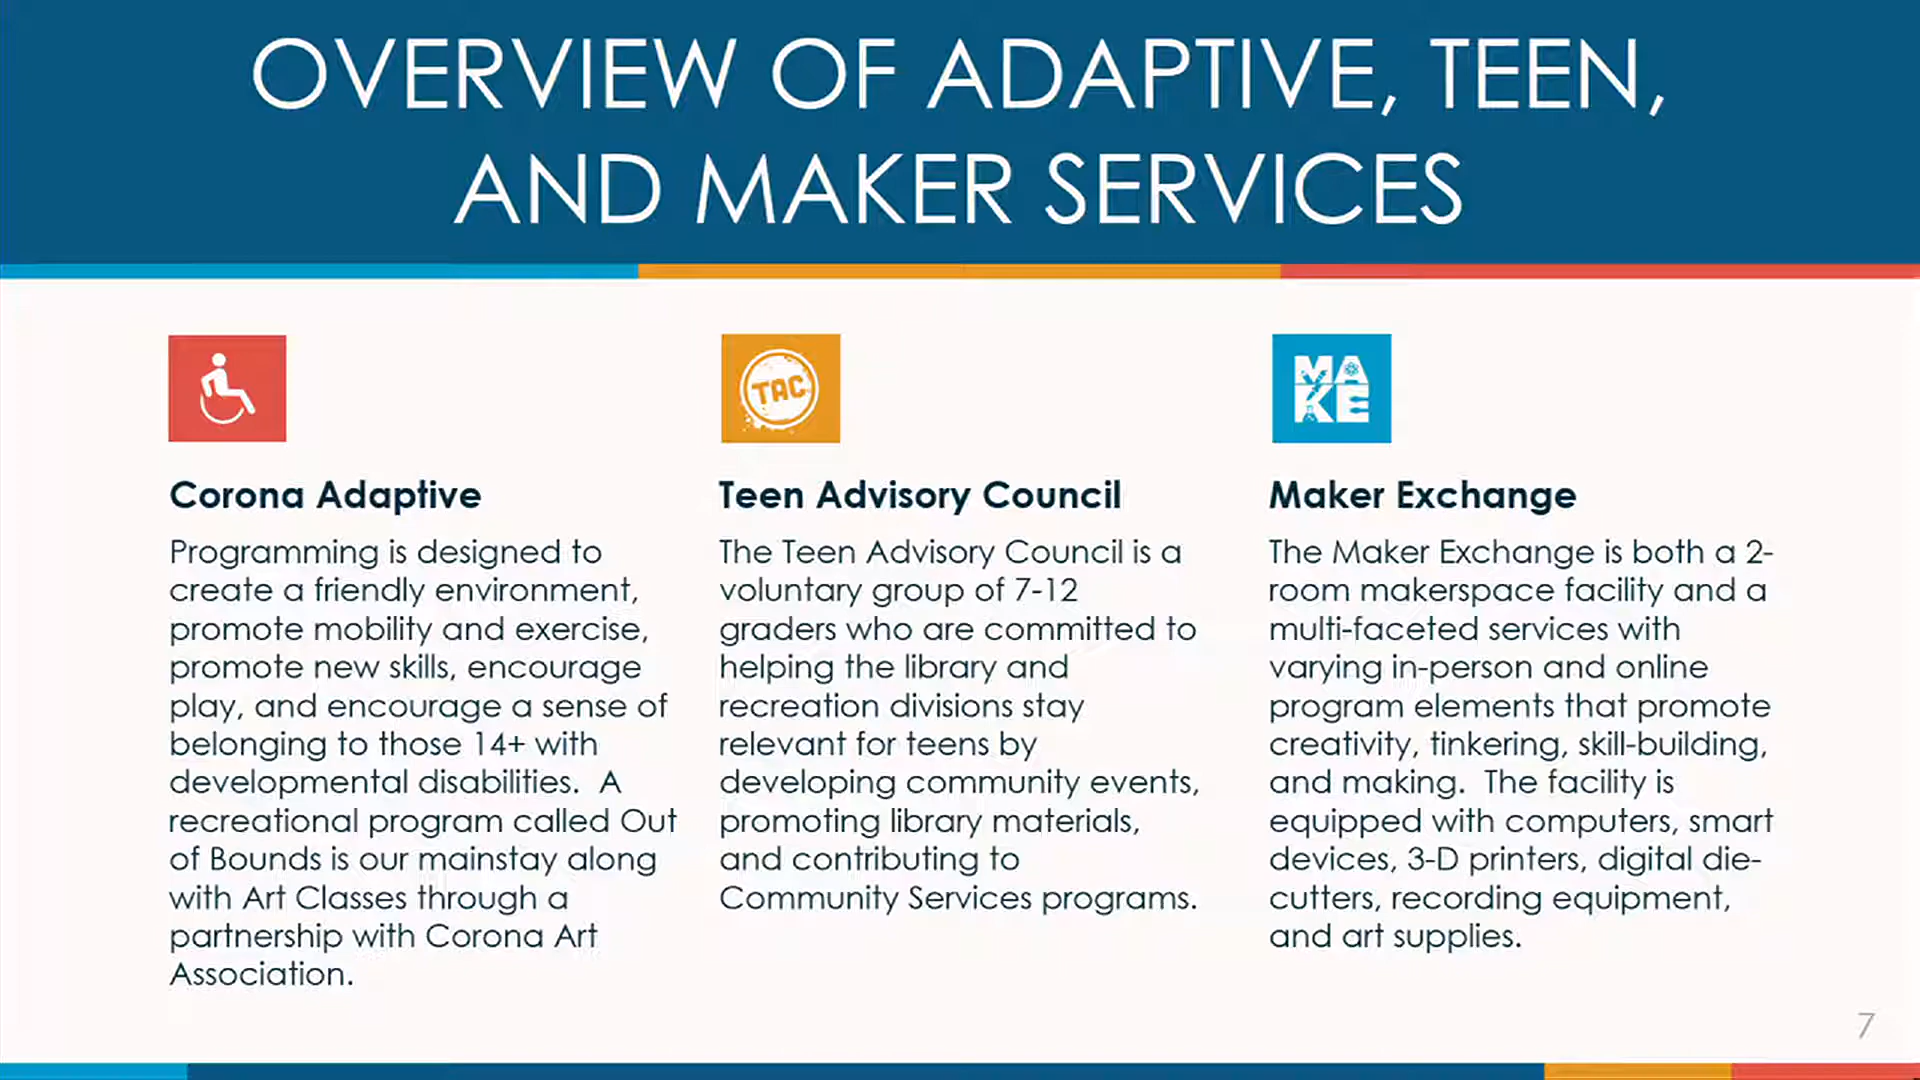 OVERVIEW OF ADAPTIVE, TEEN,
AND MAKER SERVICES
TAC
MA
KE
Corona Adaptive
Programming is designed to
create a friendly environment,
promote mobility and exercise,
promote new skills, encourage
play, and encourage a sense of
belonging to those 14+ with
developmental disabilities.  A
recreational program called Out
of Bounds is our mainstay along
with Art Classes through a
partnership with Corona Art
Association.
Teen Advisory Council
The Teen Advisory Council is a
voluntary group of 7-12
graders who are committed to
helping the library and
recreation divisions stay
relevant for teens by
developing community events,
promoting library materials,
and contributing to
Community Services programs.
Maker Exchange
The Maker Exchange is both a 2-
room makerspace facility and a
multi-faceted services with
varying in-person and online
program elements that promote
creativity, tinkering, skill-building,
and making.  The facility is
equipped with computers, smart
devices, 3-D printers, digital die-
cutters, recording equipment,
and art supplies.
7